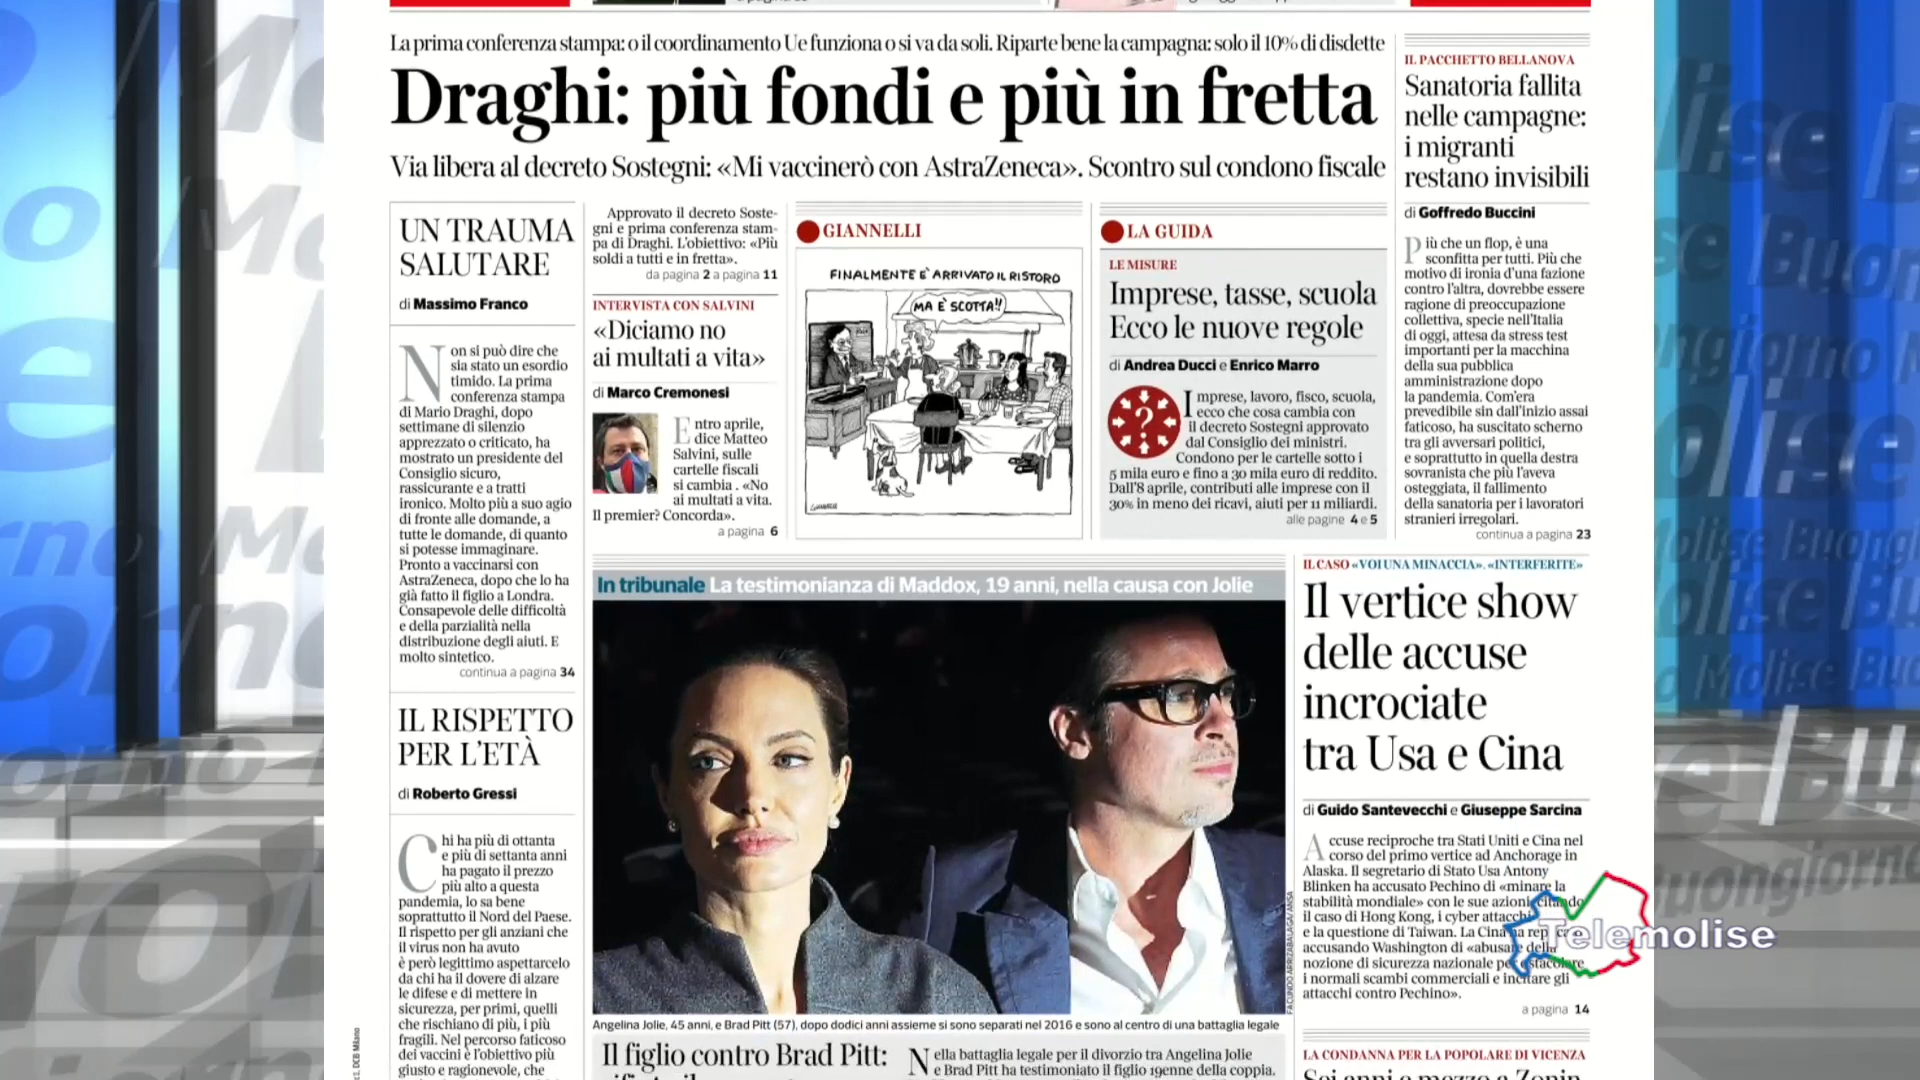 La prima conferenza stampa: o il coordinamento Ue funziona o si va da soli. Riparte bene la campagna: solo il 10% di disdette
Draghi: più fondi e più in fretta
Via libera al decreto Sostegni: «Mi vaccinerò con AstraZeneca». Scontro sul condono fiscale
IL PACCHETTO BELLANOVA
Sanatoria fallita
nelle campagne:
i migranti
restano invisibili
di Goffredo Buccini
Più che un flop, è una
sconfitta per tutti. Più che
motivo di ironia d'una fazione
contro l'altra, dovrebbe essere
ragione di preoccupazione
collettiva, specie nell'Italia
di oggi, attesa da stress test
importanti per la macchina
della sua pubblica
amministrazione dopo
la pandemia. Com'era
prevedibile sin dall'inizio assai
faticoso, ha suscitato scherno
tra gli avversari politici,
e soprattutto in quella destra
sovranista che più l'aveva
osteggiata, il fallimento
della sanatoria per i lavoratori
stranieri irregolari.
continua a pagina 23
UN TRAUMA
SALUTARE
di Massimo Franco
Non si può dire che
sia stato un esordio
timido. La prima
conferenza stampa
di Mario Draghi, dopo
settimane di silenzio
apprezzato o criticato, ha
mostrato un presidente del
Consiglio sicuro,
rassicurante e a tratti
ironico. Molto più a suo agio
di fronte alle domande, a
tutte le domande, di quanto
si potesse immaginare.
Pronto a vaccinarsi con
AstraZeneca, dopo che lo ha
già fatto il figlio a Londra.
Consapevole delle difficoltà
e della parzialità nella
distribuzione degli aiuti. E
molto sintetico.
continua a pagina 34
IL RISPETTO
PER L'ETÀ
di Roberto Gressi
Chi ha più di ottanta
e più di settanta anni
ha pagato il prezzo
più alto a questa
pandemia, lo sa bene
soprattutto il Nord del Paese.
Il rispetto per gli anziani che
il virus non ha avuto
è però legittimo aspettarcelo
da chi ha il dovere di alzare
le difese e di mettere in
sicurezza, per primi, quelli
che rischiano di più, i più
fragili. Nel percorso faticoso
dei vaccini è l'obiettivo più
giusto e ragionevole, che
Approvato il decreto Soste-
gni e prima conferenza stam-
pa di Draghi. L'obiettivo: «Più
soldi a tutti e in fretta».
da pagina 2 a pagina 11
INTERVISTA CON SALVINI
«Diciamo no
ai multati a vita»
di Marco Cremonesi
Entro aprile,
dice Matteo
Salvini, sulle
cartelle fiscali
si cambia . «No
ai multati a vita.
Il premier? Concorda».
a pagina 6
GIANNELLI
FINALMENTE È ARRIVATO IL RISTORO
MA È SCOTTA!!
LA GUIDA
LE MISURE
Imprese, tasse, scuola
Ecco le nuove regole
di Andrea Ducci e Enrico Marro
?
Imprese, lavoro, fisco, scuola,
ecco che cosa cambia con
il decreto Sostegni approvato
dal Consiglio dei ministri.
Condono per le cartelle sotto i
5 mila euro e fino a 30 mila euro di reddito.
Dall'8 aprile, contributi alle imprese con il
30% in meno dei ricavi, aiuti per 11 miliardi.
alle pagine 4 e 5
In tribunale La testimonianza di Maddox, 19 anni, nella causa con Jolie
FACUNDO ARRIZABALAGA/ANSA
Angelina Jolie, 45 anni, e Brad Pitt (57), dopo dodici anni assieme si sono separati nel 2016 e sono al centro di una battaglia legale
Il figlio contro Brad Pitt:
Nella battaglia legale per il divorzio tra Angelina Jolie
e Brad Pitt ha testimoniato il figlio 19enne della coppia.
IL CASO «VOI UNA MINACCIA», «INTERFERITE»
Il vertice show
delle accuse
incrociate
tra Usa e Cina
di Guido Santevecchi e Giuseppe Sarcina
Accuse reciproche tra Stati Uniti e Cina nel
corso del primo vertice ad Anchorage in
Alaska. Il segretario di Stato Usa Antony
Blinken ha accusato Pechino di «minare la
stabilità mondiale» con le sue azioni, citando
il caso di Hong Kong, i cyber attacchi
e la questione di Taiwan. La Cina ha replicato
accusando Washington di «abusare della
nozione di sicurezza nazionale per ostacolare
i normali scambi commerciali e incitare gli
attacchi contro Pechino».
a pagina 14
LA CONDANNA PER LA POPOLARE DI VICENZA
Sei anni e mezzo a Zonin
Telemolise
DCB Milano